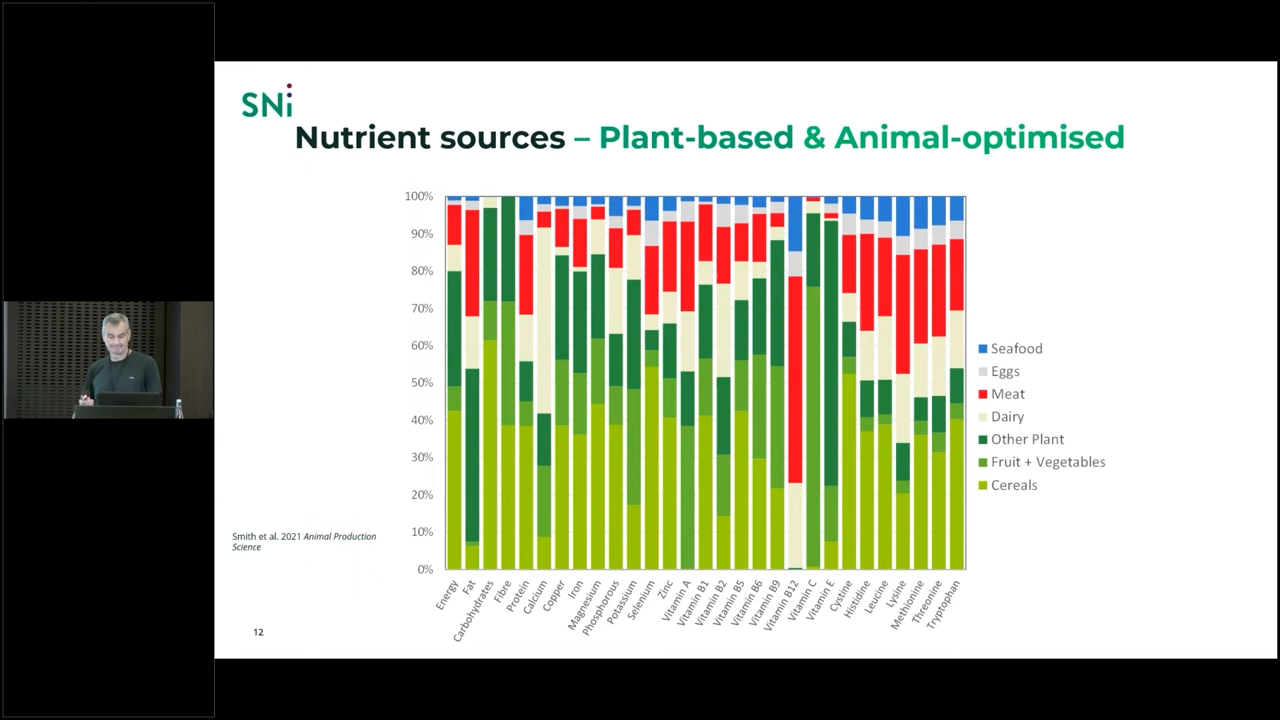 SNi
Nutrient sources – Plant-based & Animal-optimised
100%
90%
80%
70%
60%
50%
40%
30%
20%
10%
0%
Energy
Fat
Carbohydrates
Fibre
Protein
Calcium
Copper
Iron
Magnesium
Phosphorous
Potassium
Selenium
Zinc
Vitamin A
Vitamin B1
Vitamin B2
Vitamin B5
Vitamin B6
Vitamin B9
Vitamin B12
Vitamin C
Vitamin E
Cystine
Histidine
Leucine
Lysine
Methionine
Threonine
Tryptophan
Seafood
Eggs
Meat
Dairy
Other Plant
Fruit + Vegetables
Cereals
Smith et al. 2021 Animal Production
Science
12